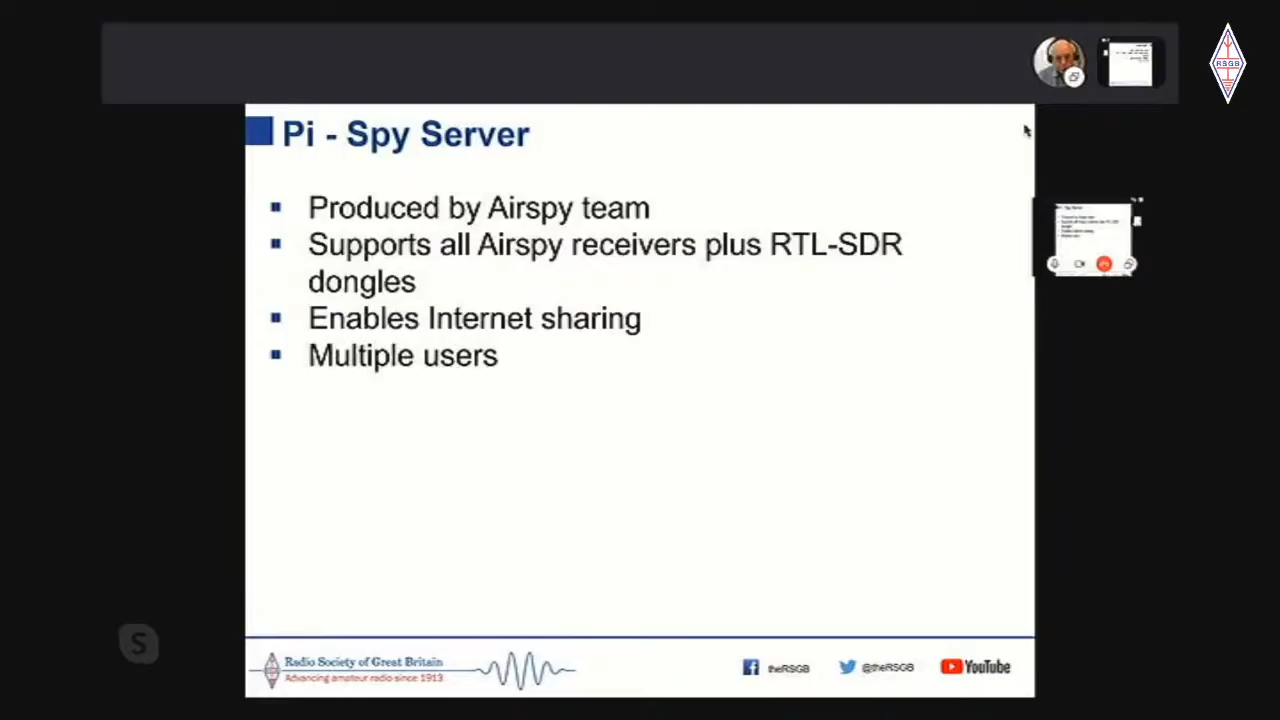 RSGB
Pi - Spy Server
Produced by Airspy team
Supports all Airspy receivers plus RTL-SDR
dongles
Enables Internet sharing
Multiple users
S
Radio Society of Great Britain
Advancing amateur radio since 1913
theRSGB
@theRSGB
YouTube